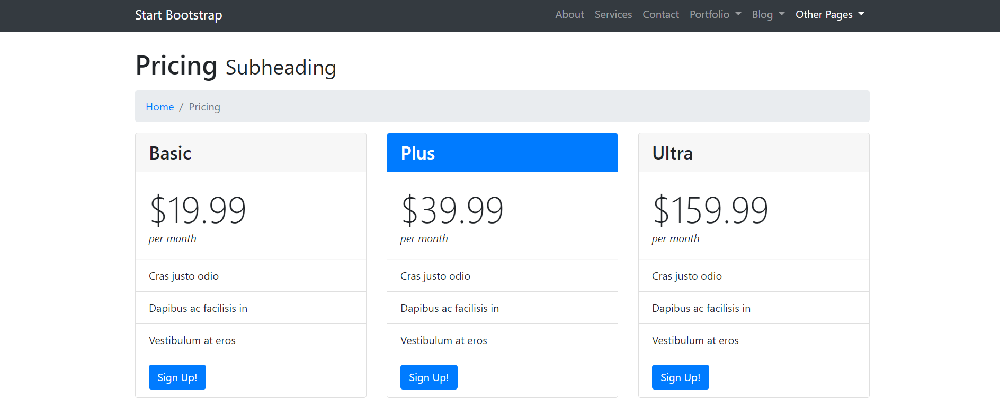 Start Bootstrap About Services Contact Portfolio Blog Other Pages
Pricing Subheading
Home / Pricing
Basic
$19.99
per month
Cras justo odio
Dapibus ac facilisis in
Vestibulum at eros
Sign Up!
Plus
$39.99
per month
Cras justo odio
Dapibus ac facilisis in
Vestibulum at eros
Sign Up!
Ultra
$159.99
per month
Cras justo odio
Dapibus ac facilisis in
Vestibulum at eros
Sign Up!